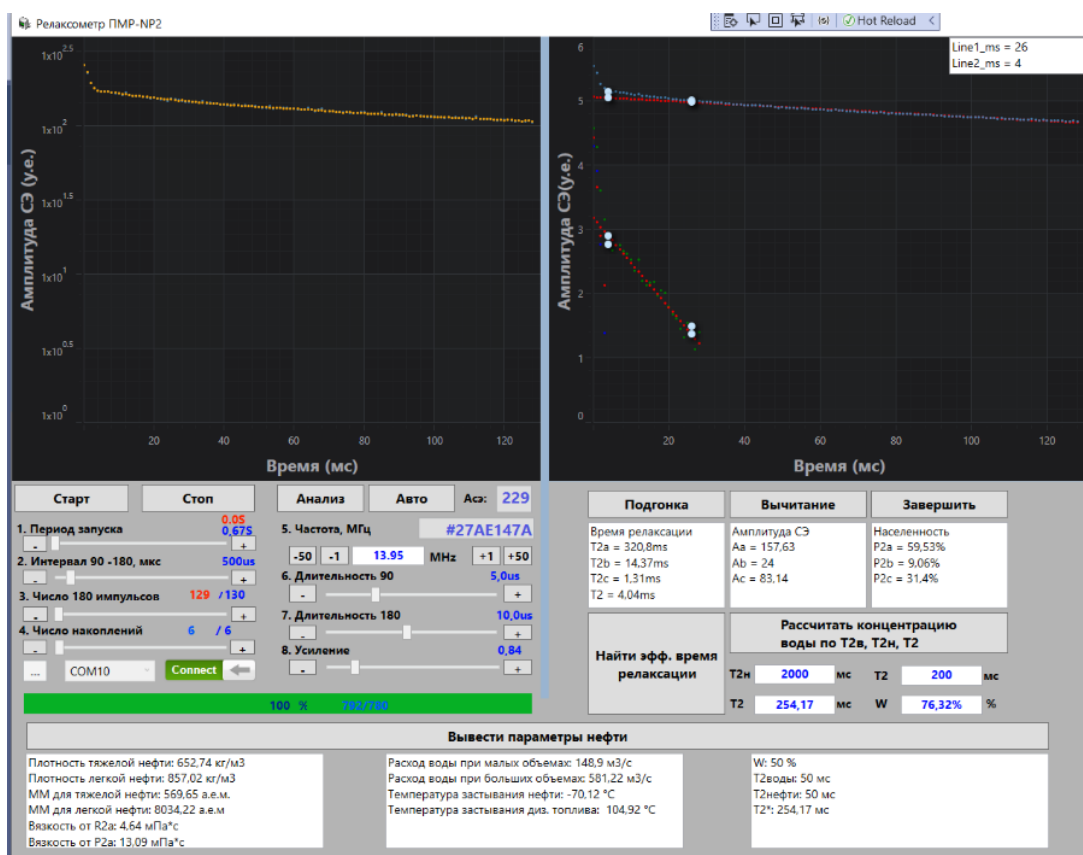 Релаксометр ПМР-NP2
Hot Reload
Line1_ms = 26
Line2_ms = 4
1x10^2.5
1x10^2
1x10^1.5
1x10^1
1x10^0.5
1x10^0
Амплитуда СЭ (у.е.)
20 40 60 80 100 120
Время (мс)
6
5
4
3
2
1
0
Амплитуда СЭ(у.е.)
20 40 60 80 100 120
Время (мс)
Старт Стоп Анализ Авто Aсэ: 229
1. Период запуска 0.0S 0,67S
- +
2. Интервал 90 -180, мкс 500us
- +
3. Число 180 импульсов 129 /130
- +
4. Число накоплений 6 / 6
- +
... COM10 Connect
5. Частота, МГц #27AE147A
-50 -1 13.95 MHz +1 +50
6. Длительность 90 5,0us
- +
7. Длительность 180 10,0us
- +
8. Усиление 0,84
- +
100 % 792/780
Подгонка Вычитание Завершить
Время релаксации
T2a = 320,8ms
T2b = 14,37ms
T2c = 1,31ms
T2 = 4,04ms
Амплитуда СЭ
Aa = 157,63
Ab = 24
Ac = 83,14
Населенность
P2a = 59,53%
P2b = 9,06%
P2c = 31,4%
Найти эфф. время
релаксации
Рассчитать концентрацию
воды по T2в, T2н, T2
T2н 2000 мс T2 200 мс
T2 254,17 мс W 76,32% %
Вывести параметры нефти
Плотность тяжелой нефти: 652,74 кг/м3
Плотность легкой нефти: 857,02 кг/м3
ММ для тяжелой нефти: 569,65 а.е.м.
ММ для легкой нефти: 8034,22 а.е.м
Вязкость от R2a: 4,64 мПа*с
Вязкость от P2a: 13,09 мПа*с
Расход воды при малых объемах: 148,9 м3/с
Расход воды при больших объемах: 581,22 м3/с
Температура застывания нефти: -70,12 °C
Температура застывания диз. топлива: 104,92 °C
W: 50 %
T2воды: 50 мс
T2нефти: 50 мс
T2*: 254,17 мс